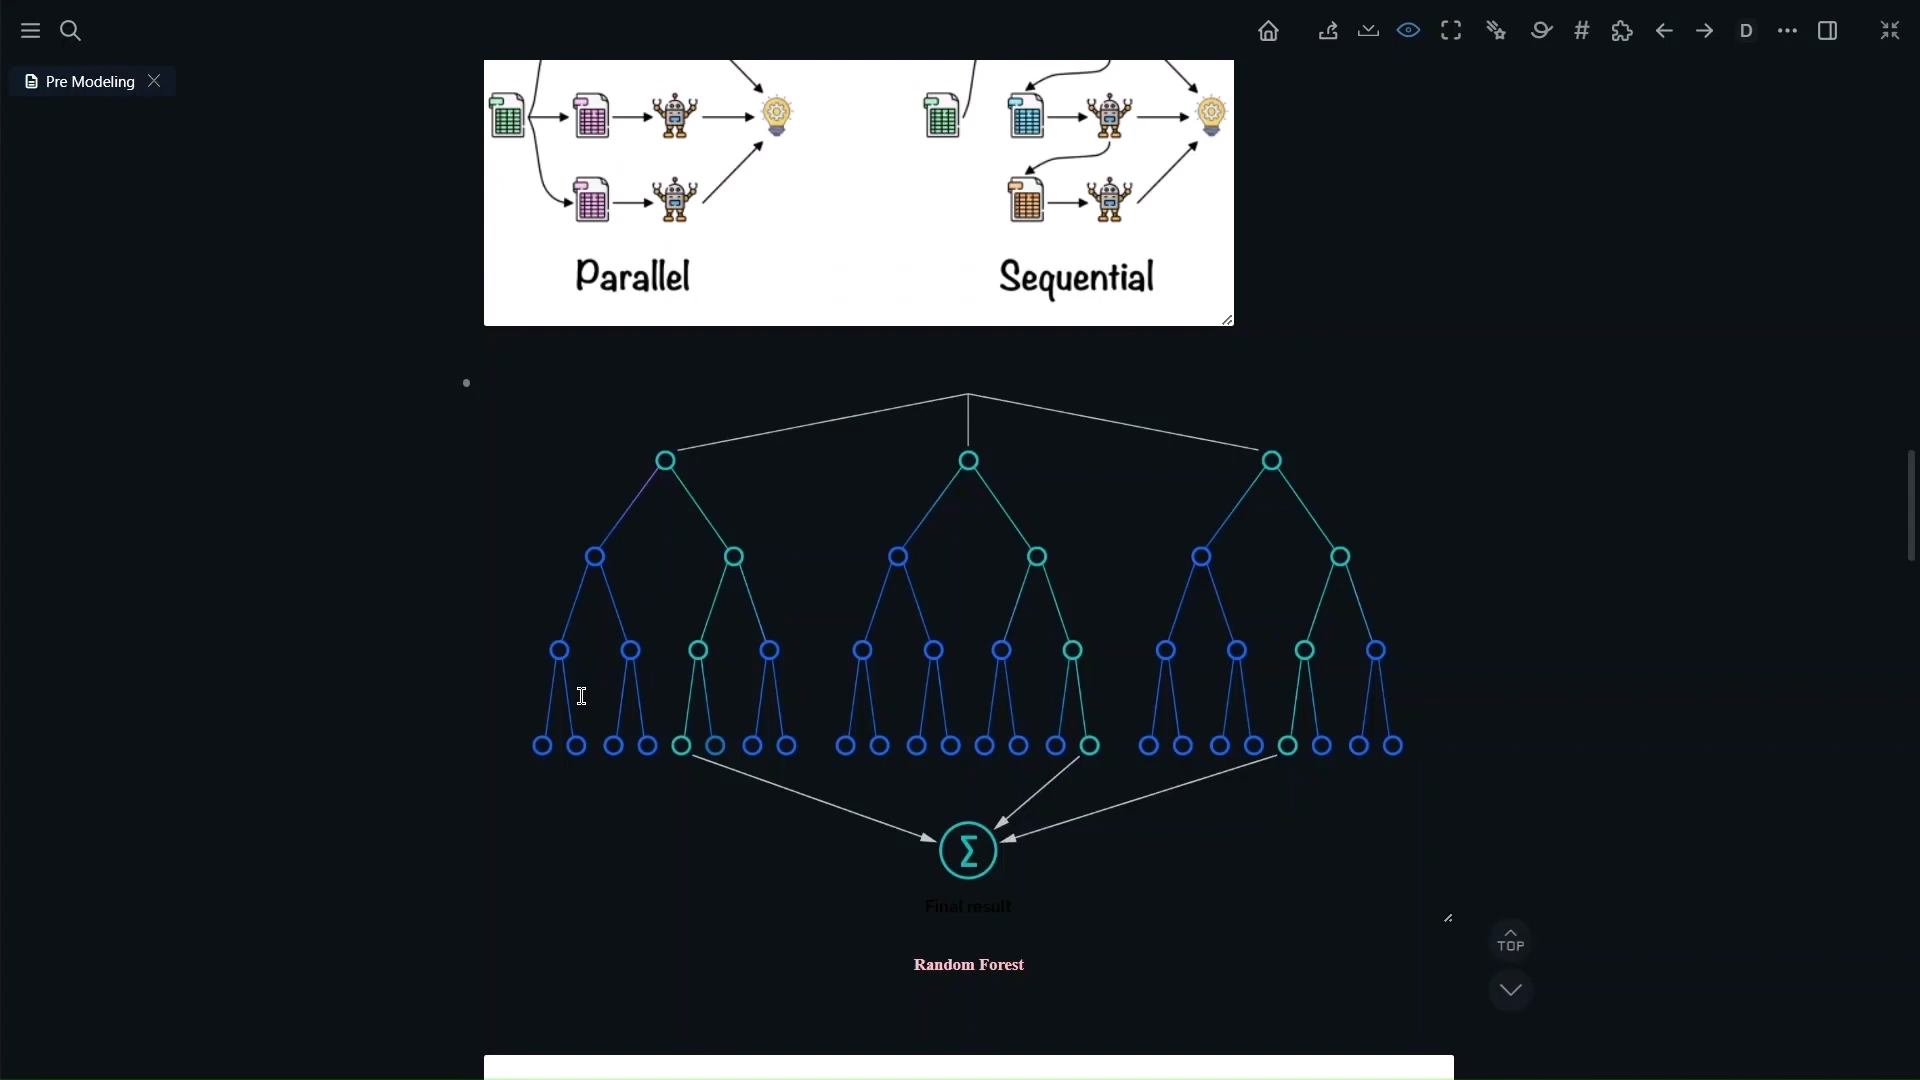 D
Pre Modeling
Parallel
Sequential
Σ
Final result
TOP
Random Forest